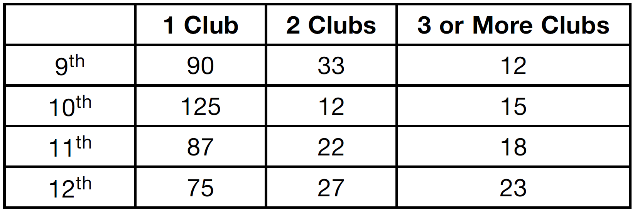 1 Club 2 Clubs 3 or More Clubs
9th 90 33 12
10th 125 12 15
11th 87 22 18
12th 75 27 23